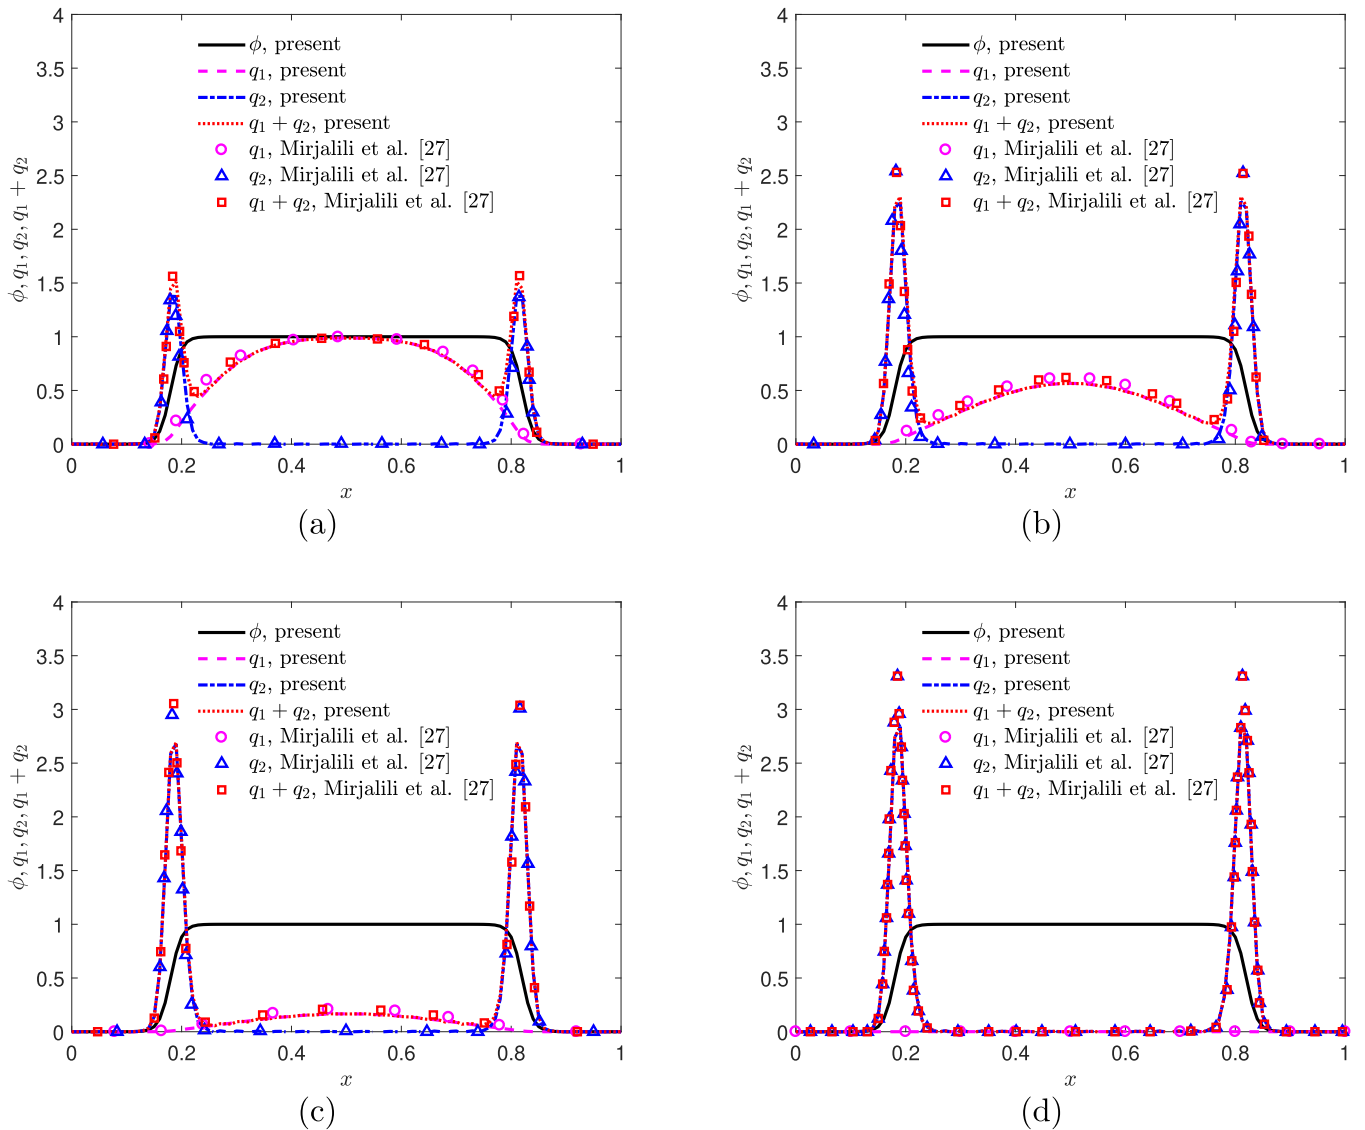 4
3.5
3
2.5
2
1.5
1
0.5
0
0 0.2 0.4 0.6 0.8 1
ϕ, q₁, q₂, q₁ + q₂
x
ϕ, present
q₁, present
q₂, present
q₁ + q₂, present
q₁, Mirjalili et al. [27]
q₂, Mirjalili et al. [27]
q₁ + q₂, Mirjalili et al. [27]
(a)
4
3.5
3
2.5
2
1.5
1
0.5
0
0 0.2 0.4 0.6 0.8 1
ϕ, q₁, q₂, q₁ + q₂
x
ϕ, present
q₁, present
q₂, present
q₁ + q₂, present
q₁, Mirjalili et al. [27]
q₂, Mirjalili et al. [27]
q₁ + q₂, Mirjalili et al. [27]
(b)
4
3.5
3
2.5
2
1.5
1
0.5
0
0 0.2 0.4 0.6 0.8 1
ϕ, q₁, q₂, q₁ + q₂
x
ϕ, present
q₁, present
q₂, present
q₁ + q₂, present
q₁, Mirjalili et al. [27]
q₂, Mirjalili et al. [27]
q₁ + q₂, Mirjalili et al. [27]
(c)
4
3.5
3
2.5
2
1.5
1
0.5
0
0 0.2 0.4 0.6 0.8 1
ϕ, q₁, q₂, q₁ + q₂
x
ϕ, present
q₁, present
q₂, present
q₁ + q₂, present
q₁, Mirjalili et al. [27]
q₂, Mirjalili et al. [27]
q₁ + q₂, Mirjalili et al. [27]
(d)